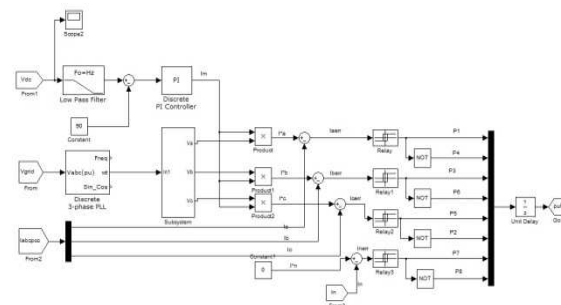 Scope2
Vdc
From1
Fo=Hz
Low Pass Filter
PI
Discrete
PI Controller
Im
90
Constant
Vgrid
From
Vabc(pu)
Freq
wt
Sin_Cos
Discrete
3-phase PLL
In1
Va
Vb
Vc
Subsystem
×
Product
I*a
×
Product1
I*b
×
Product2
I*c
Iabcpsc
From2
Ia
Ib
Ic
Constant1
0
I*n
In
In
Iaerr
Iberr
Icerr
Inerr
Relay
Relay1
Relay2
Relay3
NOT
NOT
NOT
NOT
P1
P4
P3
P6
P5
P2
P7
P8
1
z
Unit Delay